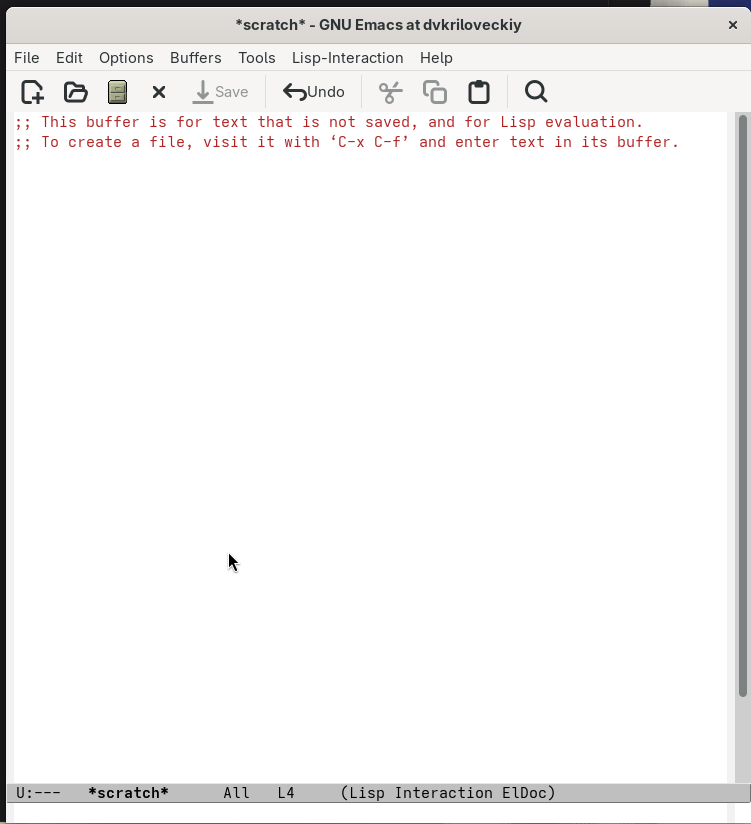 *scratch* - GNU Emacs at dvkriloveckiy
File Edit Options Buffers Tools Lisp-Interaction Help
Save Undo
;; This buffer is for text that is not saved, and for Lisp evaluation.
;; To create a file, visit it with ‘C-x C-f’ and enter text in its buffer.
U:--- *scratch* All L4 (Lisp Interaction ElDoc)